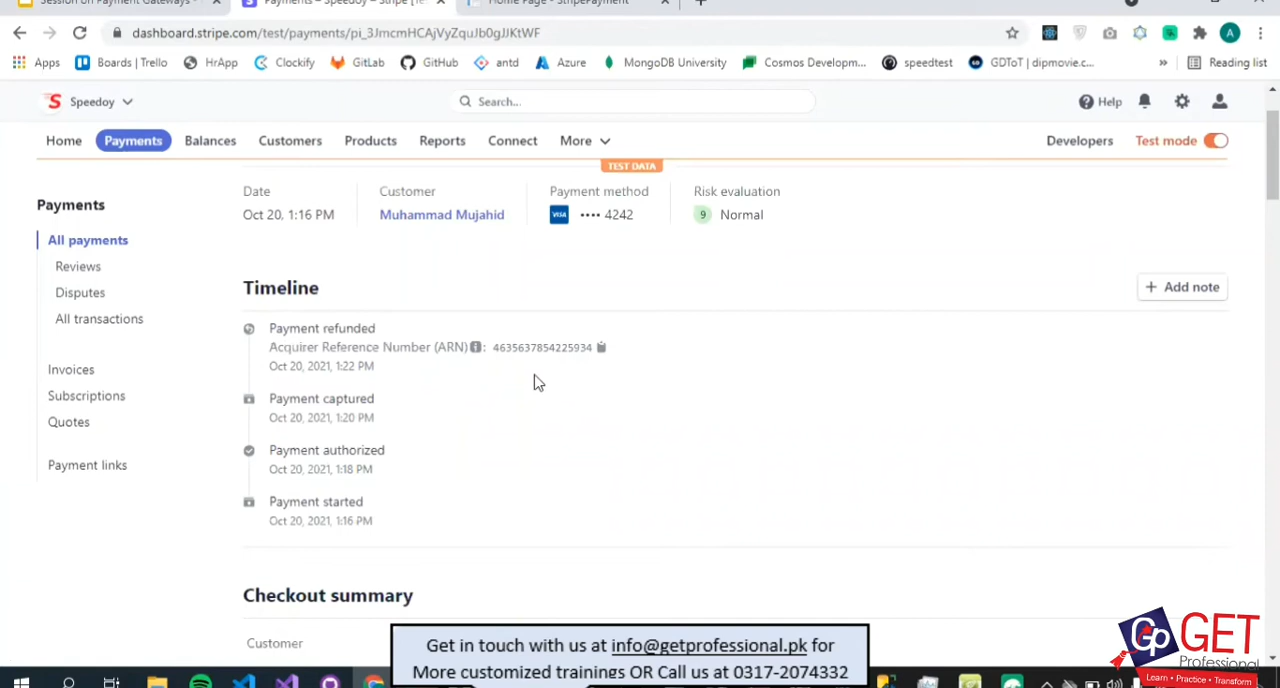 Session on Payment Gateways -
Payments – Speedoy – Stripe [Te
Home Page - StripePayment
dashboard.stripe.com/test/payments/pi_3JmcmHCAjVyZquJb0gJJKtWF
A
Apps
Boards | Trello
HrApp
Clockify
GitLab
GitHub
antd
Azure
MongoDB University
Cosmos Developm...
speedtest
GDToT | dipmovie.c...
»
Reading list
S Speedoy
Search...
Help
Home
Payments
Balances
Customers
Products
Reports
Connect
More
Developers
Test mode
TEST DATA
Payments
All payments
Reviews
Disputes
All transactions
Invoices
Subscriptions
Quotes
Payment links
Date
Oct 20, 1:16 PM
Customer
Muhammad Mujahid
Payment method
VISA •••• 4242
Risk evaluation
9 Normal
Timeline
+ Add note
Payment refunded
Acquirer Reference Number (ARN) : 4635637854225934
Oct 20, 2021, 1:22 PM
Payment captured
Oct 20, 2021, 1:20 PM
Payment authorized
Oct 20, 2021, 1:18 PM
Payment started
Oct 20, 2021, 1:16 PM
Checkout summary
Customer
Get in touch with us at info@getprofessional.pk for
More customized trainings OR Call us at 0317-2074332
Gp GET
Professional
Learn • Practice • Transform